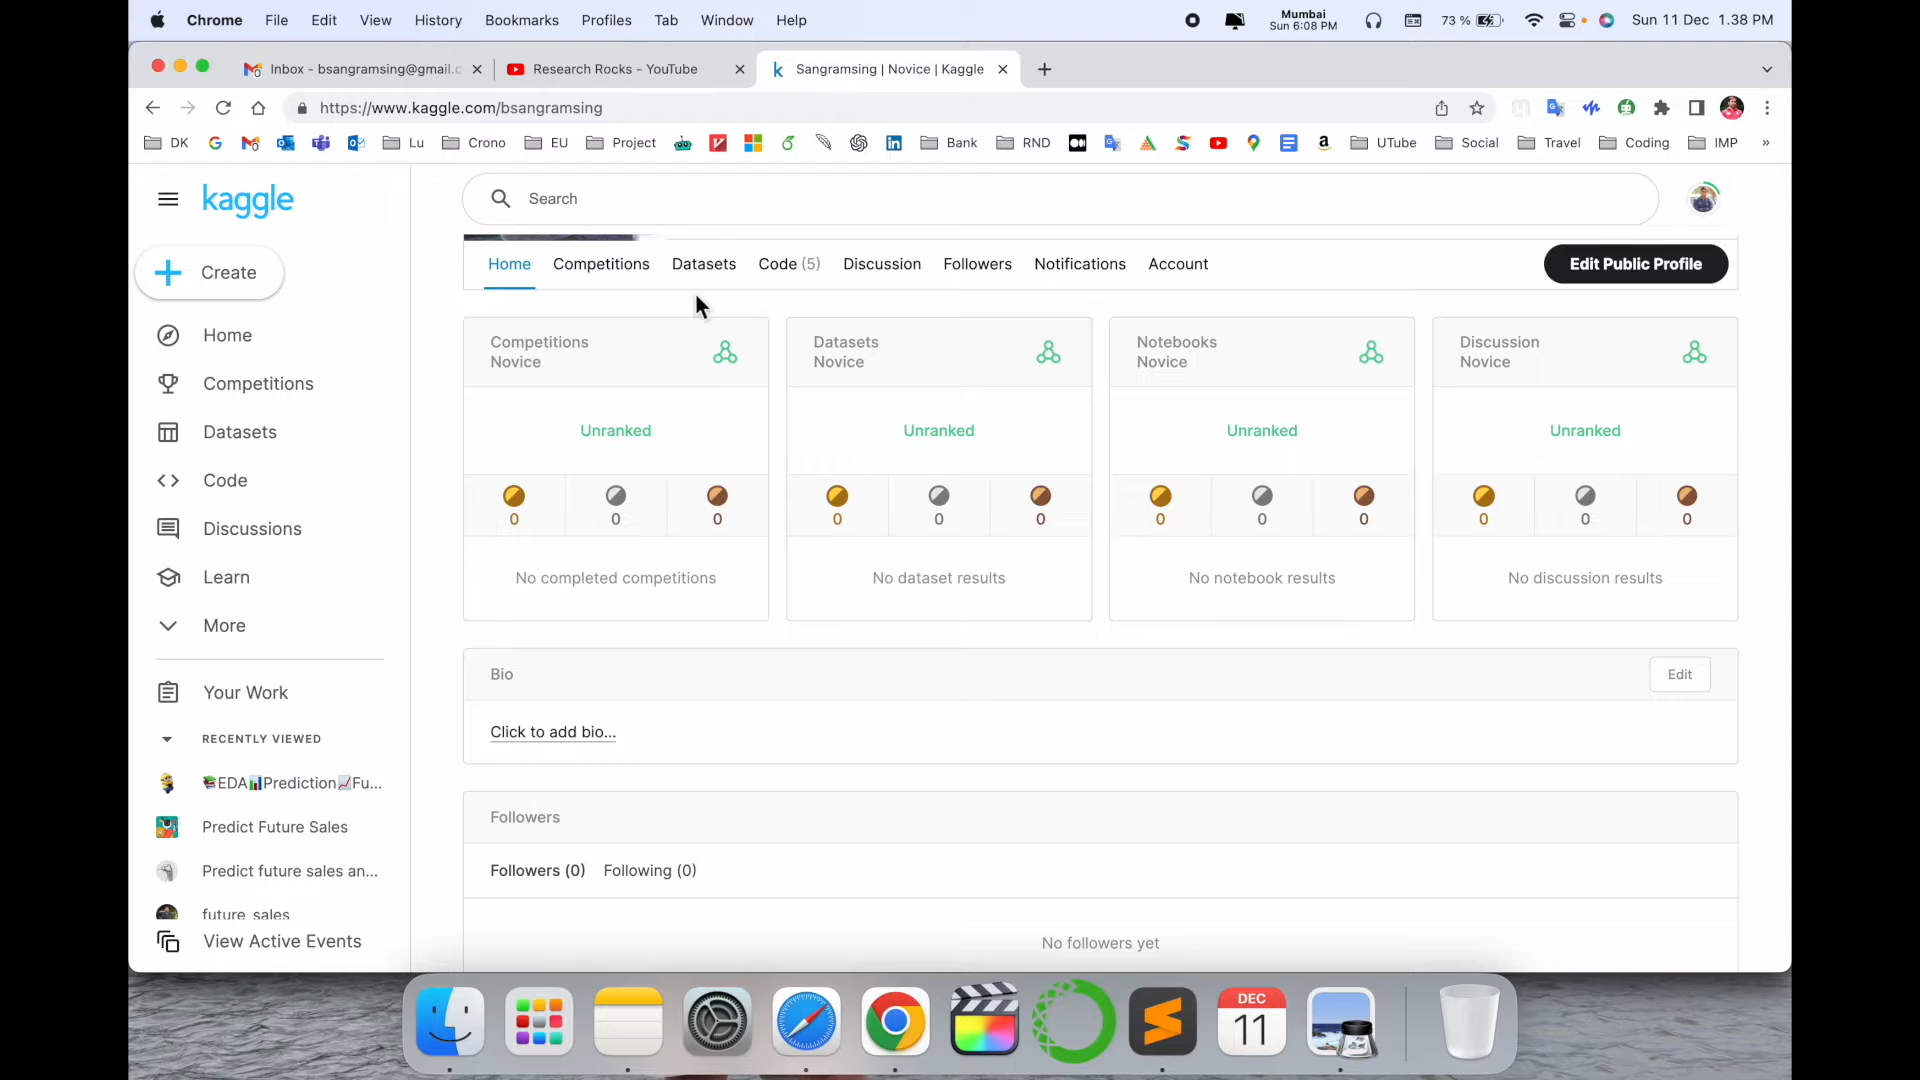 Chrome File Edit View History Bookmarks Profiles Tab Window Help
Mumbai
Sun 6:08 PM
73 %
Sun 11 Dec 1.38 PM
Inbox - bsangramsing@gmail.c
Research Rocks - YouTube
Sangramsing | Novice | Kaggle
https://www.kaggle.com/bsangramsing
DK
Lu
Crono
EU
Project
Bank
RND
UTube
Social
Travel
Coding
IMP
»
kaggle
Search
Create
Home
Competitions
Datasets
Code
Discussions
Learn
More
Your Work
RECENTLY VIEWED
📚EDA📊Prediction📈Fu...
Predict Future Sales
Predict future sales an...
future sales
View Active Events
Home Competitions Datasets Code (5) Discussion Followers Notifications Account
Edit Public Profile
Competitions
Novice
Unranked
0 0 0
No completed competitions
Datasets
Novice
Unranked
0 0 0
No dataset results
Notebooks
Novice
Unranked
0 0 0
No notebook results
Discussion
Novice
Unranked
0 0 0
No discussion results
Bio
Edit
Click to add bio...
Followers
Followers (0) Following (0)
No followers yet
DEC
11